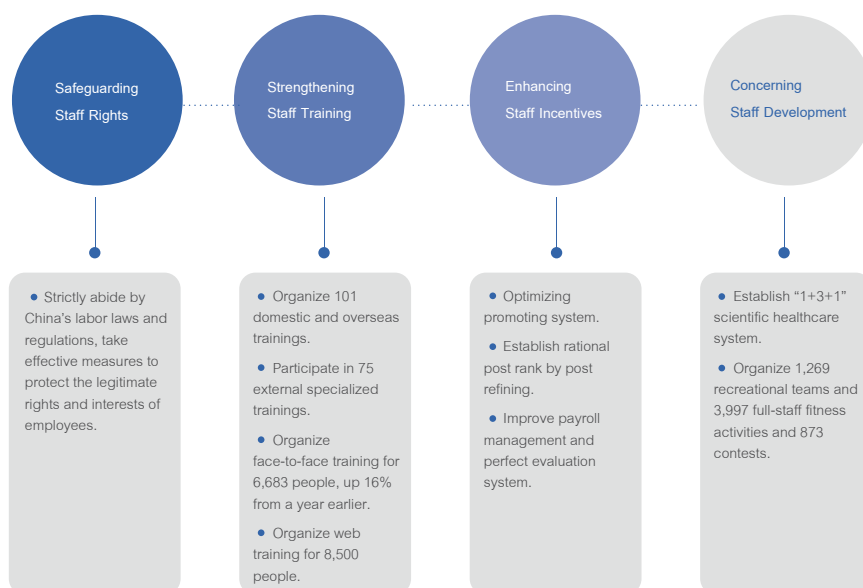 Safeguarding
Staff Rights
Strengthening
Staff Training
Enhancing
Staff Incentives
Concerning
Staff Development
• Strictly abide by
China’s labor laws and
regulations, take
effective measures to
protect the legitimate
rights and interests of
employees.
• Organize 101
domestic and overseas
trainings.
• Participate in 75
external specialized
trainings.
• Organize
face-to-face training for
6,683 people, up 16%
from a year earlier.
• Organize web
training for 8,500
people.
• Optimizing
promoting system.
• Establish rational
post rank by post
refining.
• Improve payroll
management and
perfect evaluation
system.
• Establish “1+3+1”
scientific healthcare
system.
• Organize 1,269
recreational teams and
3,997 full-staff fitness
activities and 873
contests.